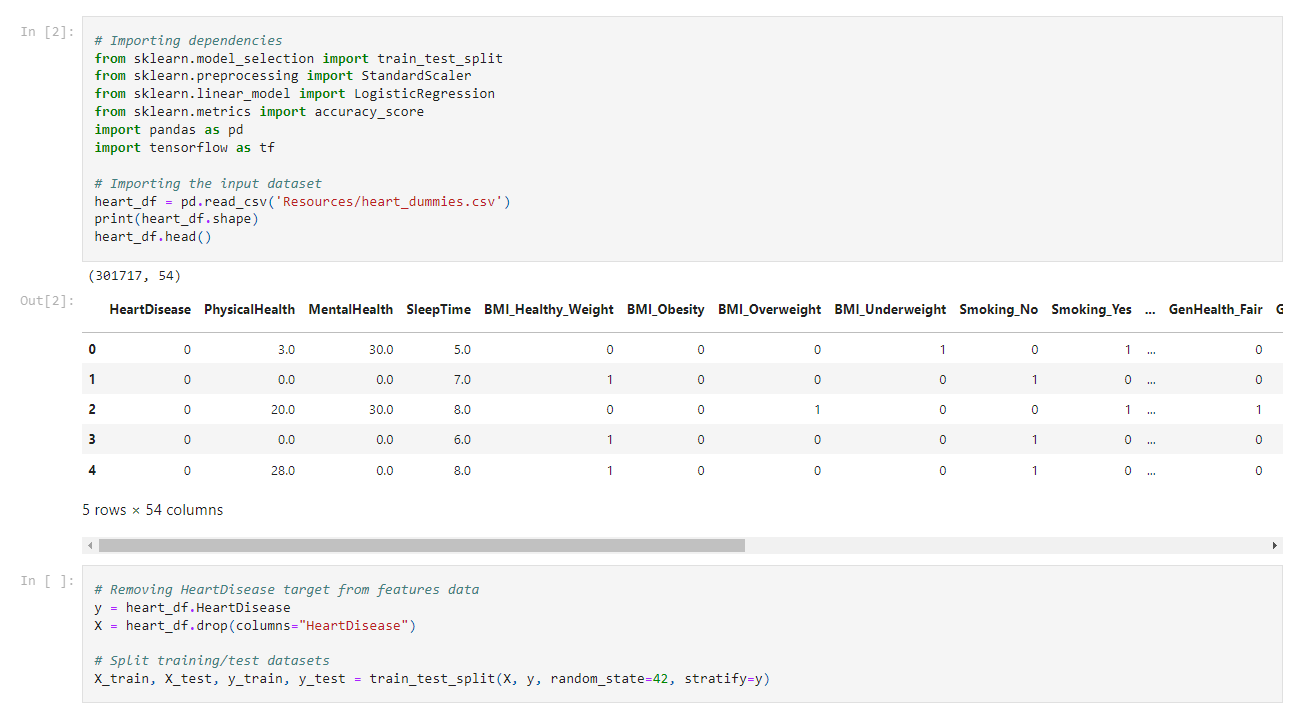 In [2]:
# Importing dependencies
from sklearn.model_selection import train_test_split
from sklearn.preprocessing import StandardScaler
from sklearn.linear_model import LogisticRegression
from sklearn.metrics import accuracy_score
import pandas as pd
import tensorflow as tf
# Importing the input dataset
heart_df = pd.read_csv('Resources/heart_dummies.csv')
print(heart_df.shape)
heart_df.head()
(301717, 54)
Out[2]:
HeartDisease PhysicalHealth MentalHealth SleepTime BMI_Healthy_Weight BMI_Obesity BMI_Overweight BMI_Underweight Smoking_No Smoking_Yes ... GenHealth_Fair G
0 0 3.0 30.0 5.0 0 0 0 1 0 1 ... 0
1 0 0.0 0.0 7.0 1 0 0 0 1 0 ... 0
2 0 20.0 30.0 8.0 0 0 1 0 0 1 ... 1
3 0 0.0 0.0 6.0 1 0 0 0 1 0 ... 0
4 0 28.0 0.0 8.0 1 0 0 0 1 0 ... 0
5 rows × 54 columns
In [ ]:
# Removing HeartDisease target from features data
y = heart_df.HeartDisease
X = heart_df.drop(columns="HeartDisease")
# Split training/test datasets
X_train, X_test, y_train, y_test = train_test_split(X, y, random_state=42, stratify=y)